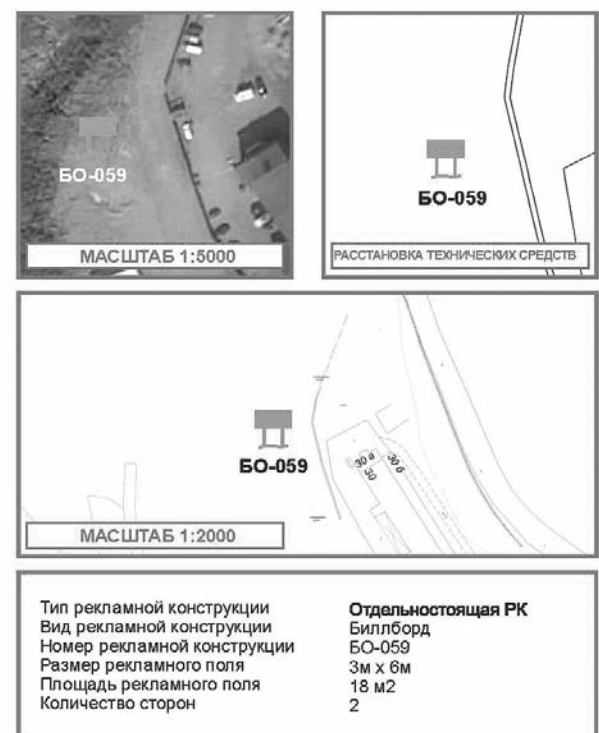 БО-059
МАСШТАБ 1:5000
БО-059
РАССТАНОВКА ТЕХНИЧЕСКИХ СРЕДСТВ
БО-059
30 а
30 б
30
МАСШТАБ 1:2000
Тип рекламной конструкции Отдельностоящая РК
Вид рекламной конструкции Биллборд
Номер рекламной конструкции БО-059
Размер рекламного поля 3м х 6м
Площадь рекламного поля 18 м2
Количество сторон 2